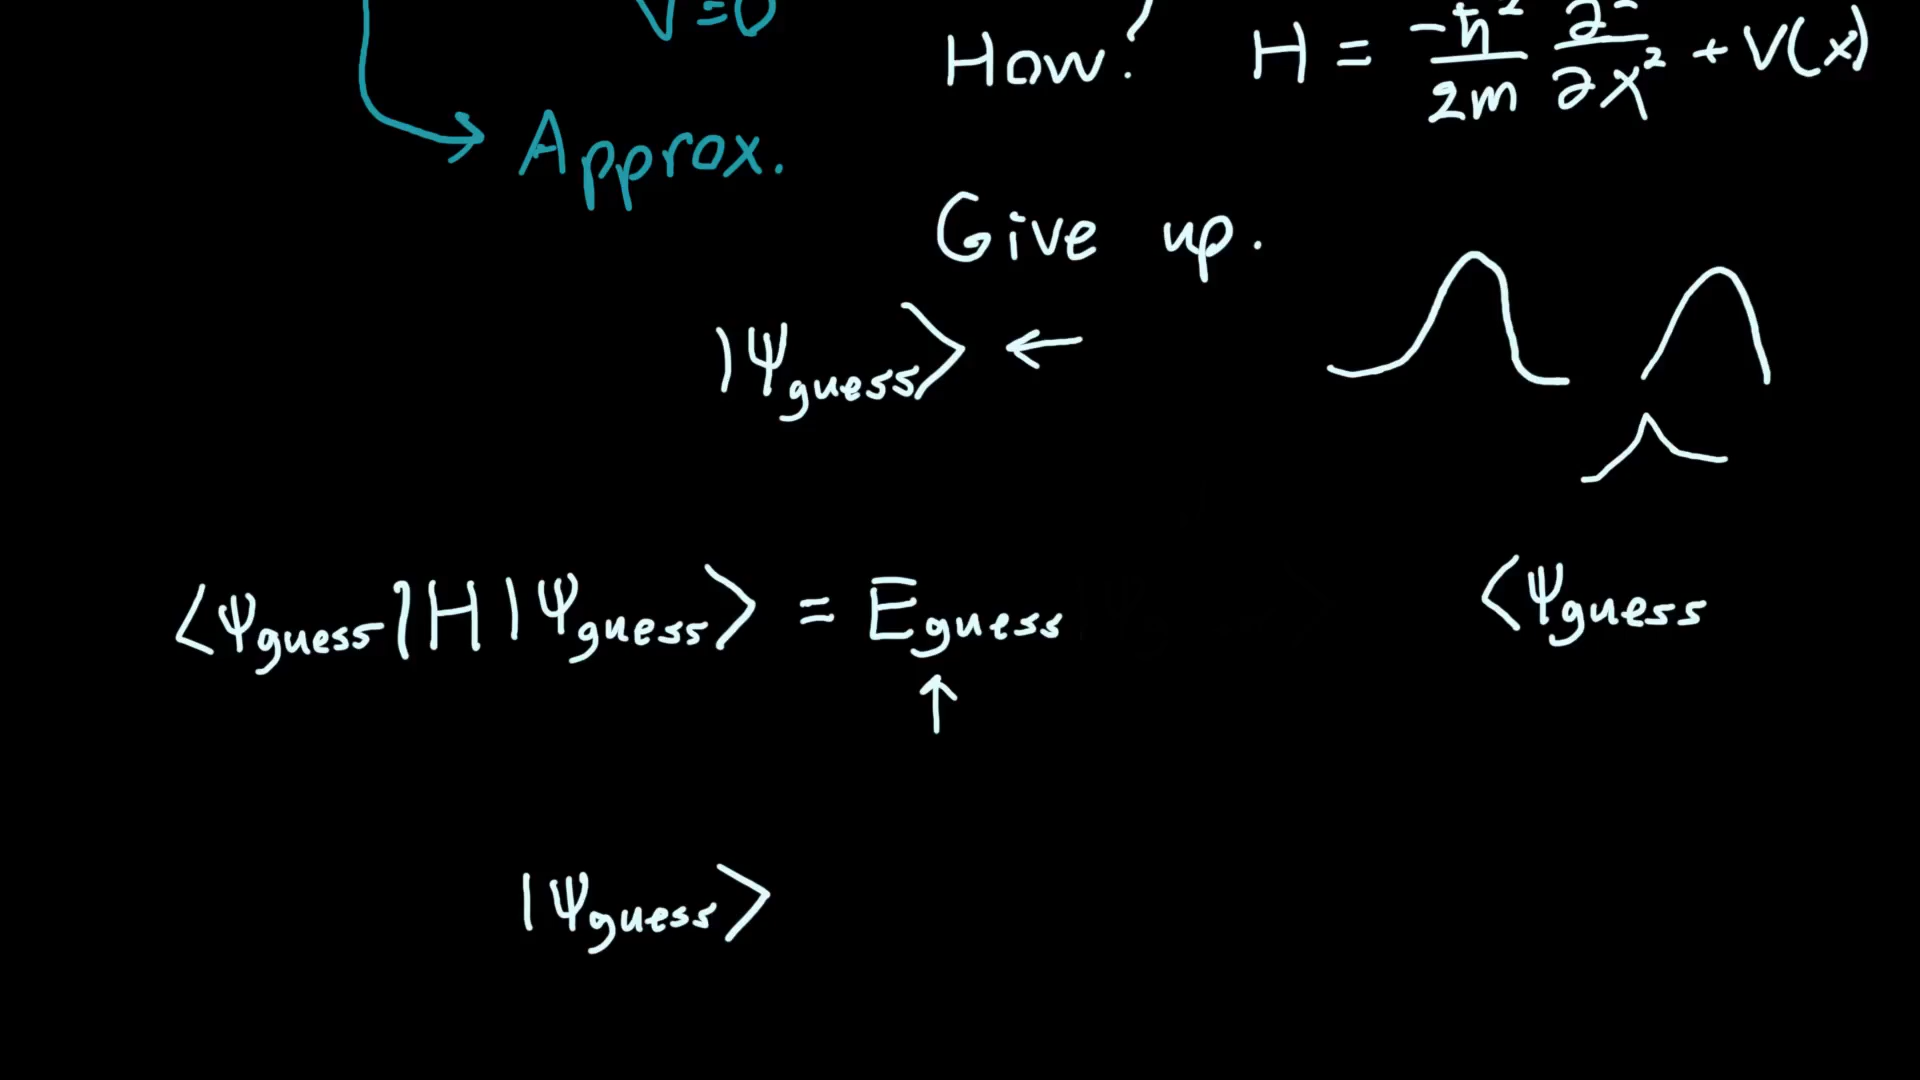 V=0
How? H = -ħ²/2m ∂²/∂x² + V(x)
Approx.
Give up.
|Ψguess> ←
<Ψguess|H|Ψguess> = Eguess <Ψguess
↑
|Ψguess>